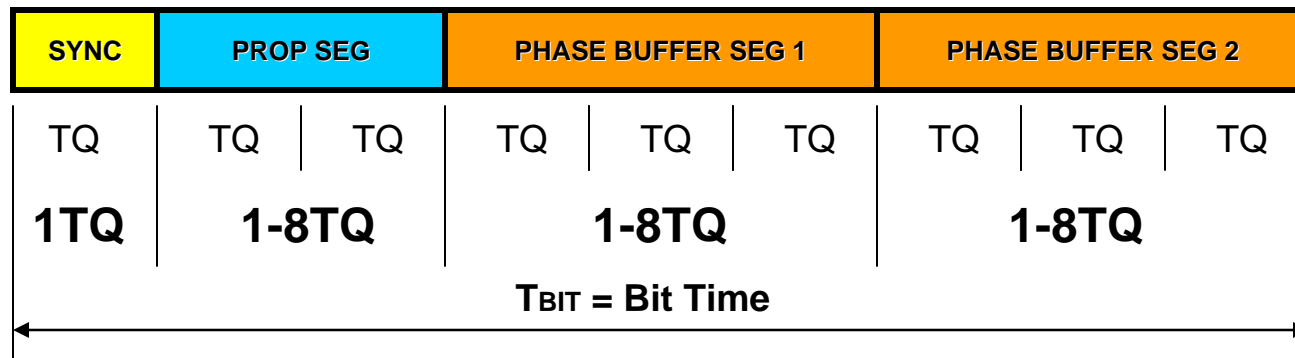 SYNC PROP SEG PHASE BUFFER SEG 1 PHASE BUFFER SEG 2
TQ TQ TQ TQ TQ TQ TQ TQ TQ
1TQ 1-8TQ 1-8TQ 1-8TQ
TBIT = Bit Time